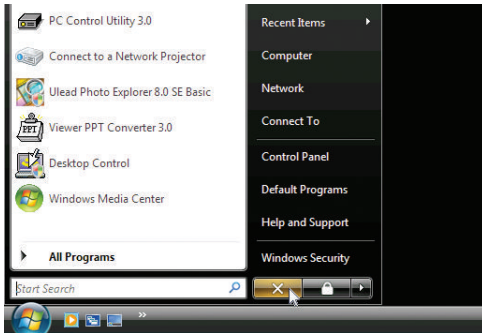 PC Control Utility 3.0
Connect to a Network Projector
Ulead Photo Explorer 8.0 SE Basic
PPT
Viewer PPT Converter 3.0
Desktop Control
Windows Media Center
All Programs
Start Search
Recent Items
Computer
Network
Connect To
Control Panel
Default Programs
Help and Support
Windows Security